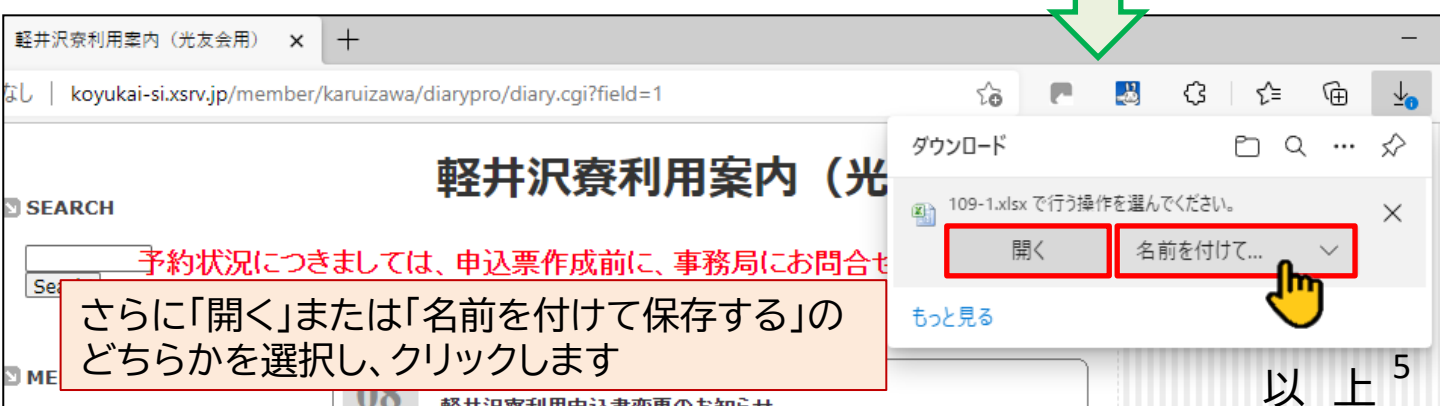 軽井沢寮利用案内（光友会用）
なし koyukai-si.xsrv.jp/member/karuizawa/diarypro/diary.cgi?field=1
ダウンロード
軽井沢寮利用案内（光
109-1.xlsx で行う操作を選んでください。
SEARCH
開く 名前を付けて...
予約状況につきましては、申込票作成前に、事務局にお問合せ
もっと見る
さらに「開く」または「名前を付けて保存する」の
どちらかを選択し、クリックします
ME
08
軽井沢寮利用申込書変更のお知らせ
以 上
5